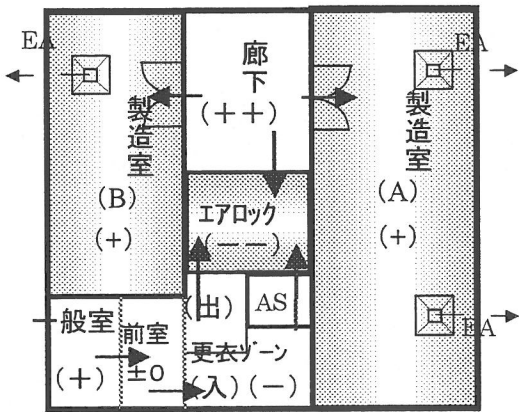 EA
EA
廊下
(++)
製造室
(B)
(+)
製造室
(A)
(+)
エアロック
(−−)
(出)
AS
EA
般室
(+)
前室
±0
更衣ゾーン
(入)(−)